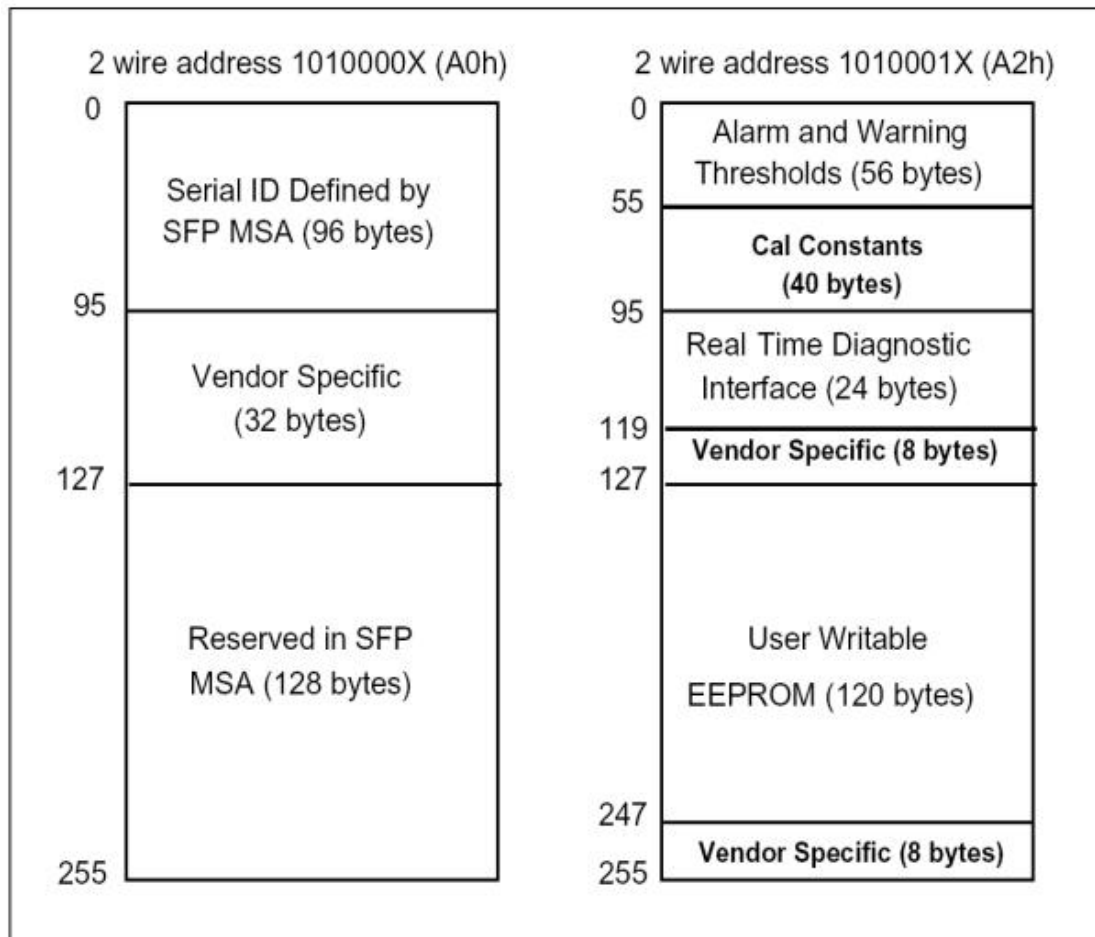 2 wire address 1010000X (A0h)
0
Serial ID Defined by
SFP MSA (96 bytes)
95
Vendor Specific
(32 bytes)
127
Reserved in SFP
MSA (128 bytes)
255
2 wire address 1010001X (A2h)
0
Alarm and Warning
Thresholds (56 bytes)
55
Cal Constants
(40 bytes)
95
Real Time Diagnostic
Interface (24 bytes)
119
Vendor Specific (8 bytes)
127
User Writable
EEPROM (120 bytes)
247
Vendor Specific (8 bytes)
255